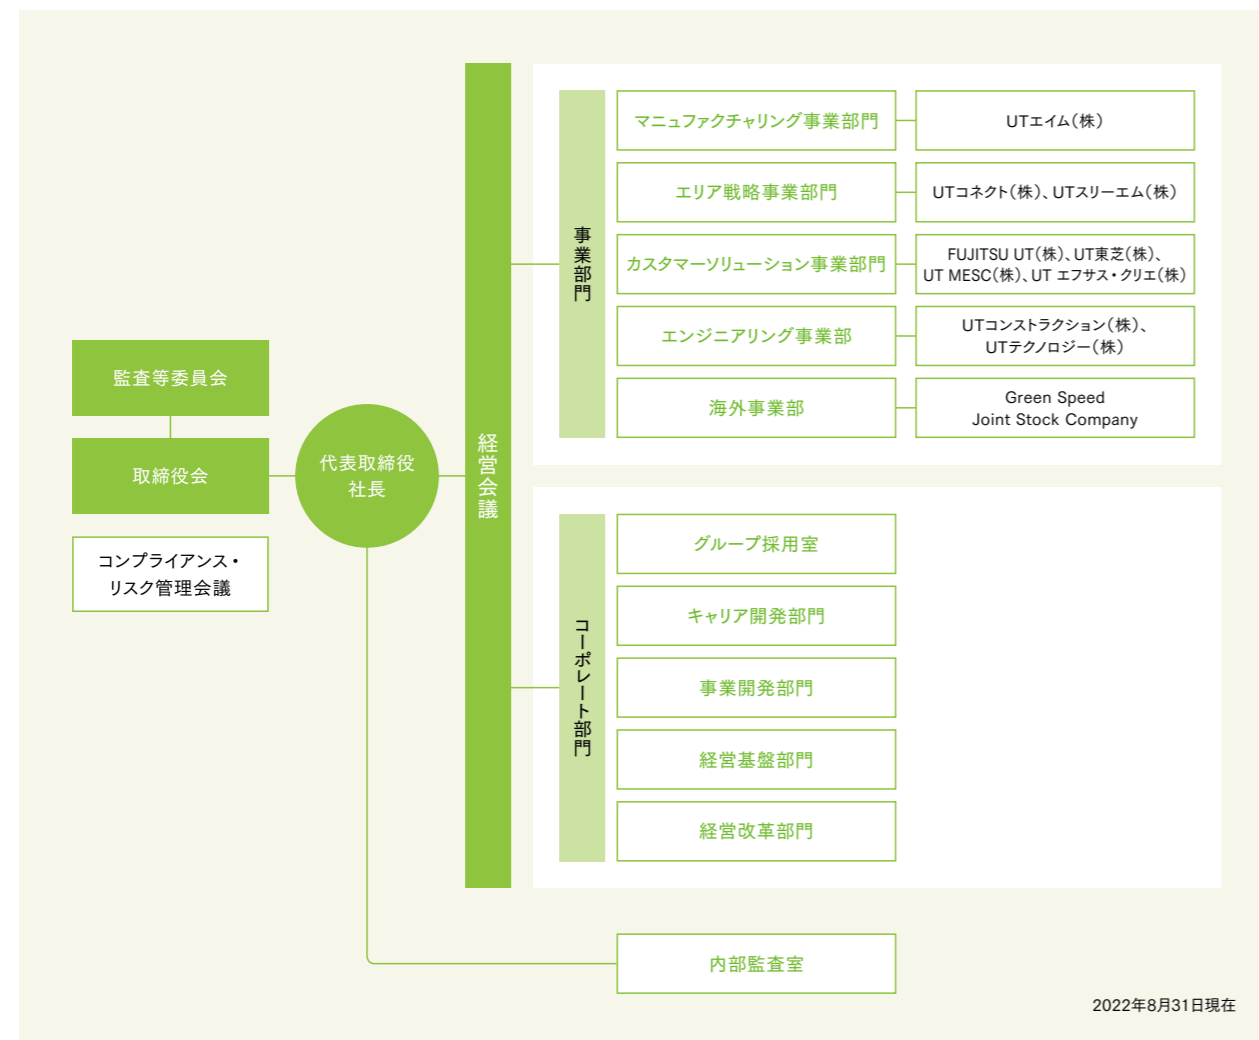 監査等委員会
取締役会
コンプライアンス・
リスク管理会議
代表取締役
社長
経営会議
事業部門
マニュファクチャリング事業部門
UTエイム(株)
エリア戦略事業部門
UTコネクト(株)、UTスリーエム(株)
カスタマーソリューション事業部門
FUJITSU UT(株)、UT東芝(株)、
UT MESC(株)、UT エフサス・クリエ(株)
エンジニアリング事業部
UTコンストラクション(株)、
UTテクノロジー(株)
海外事業部
Green Speed
Joint Stock Company
コーポレート部門
グループ採用室
キャリア開発部門
事業開発部門
経営基盤部門
経営改革部門
内部監査室
2022年8月31日現在